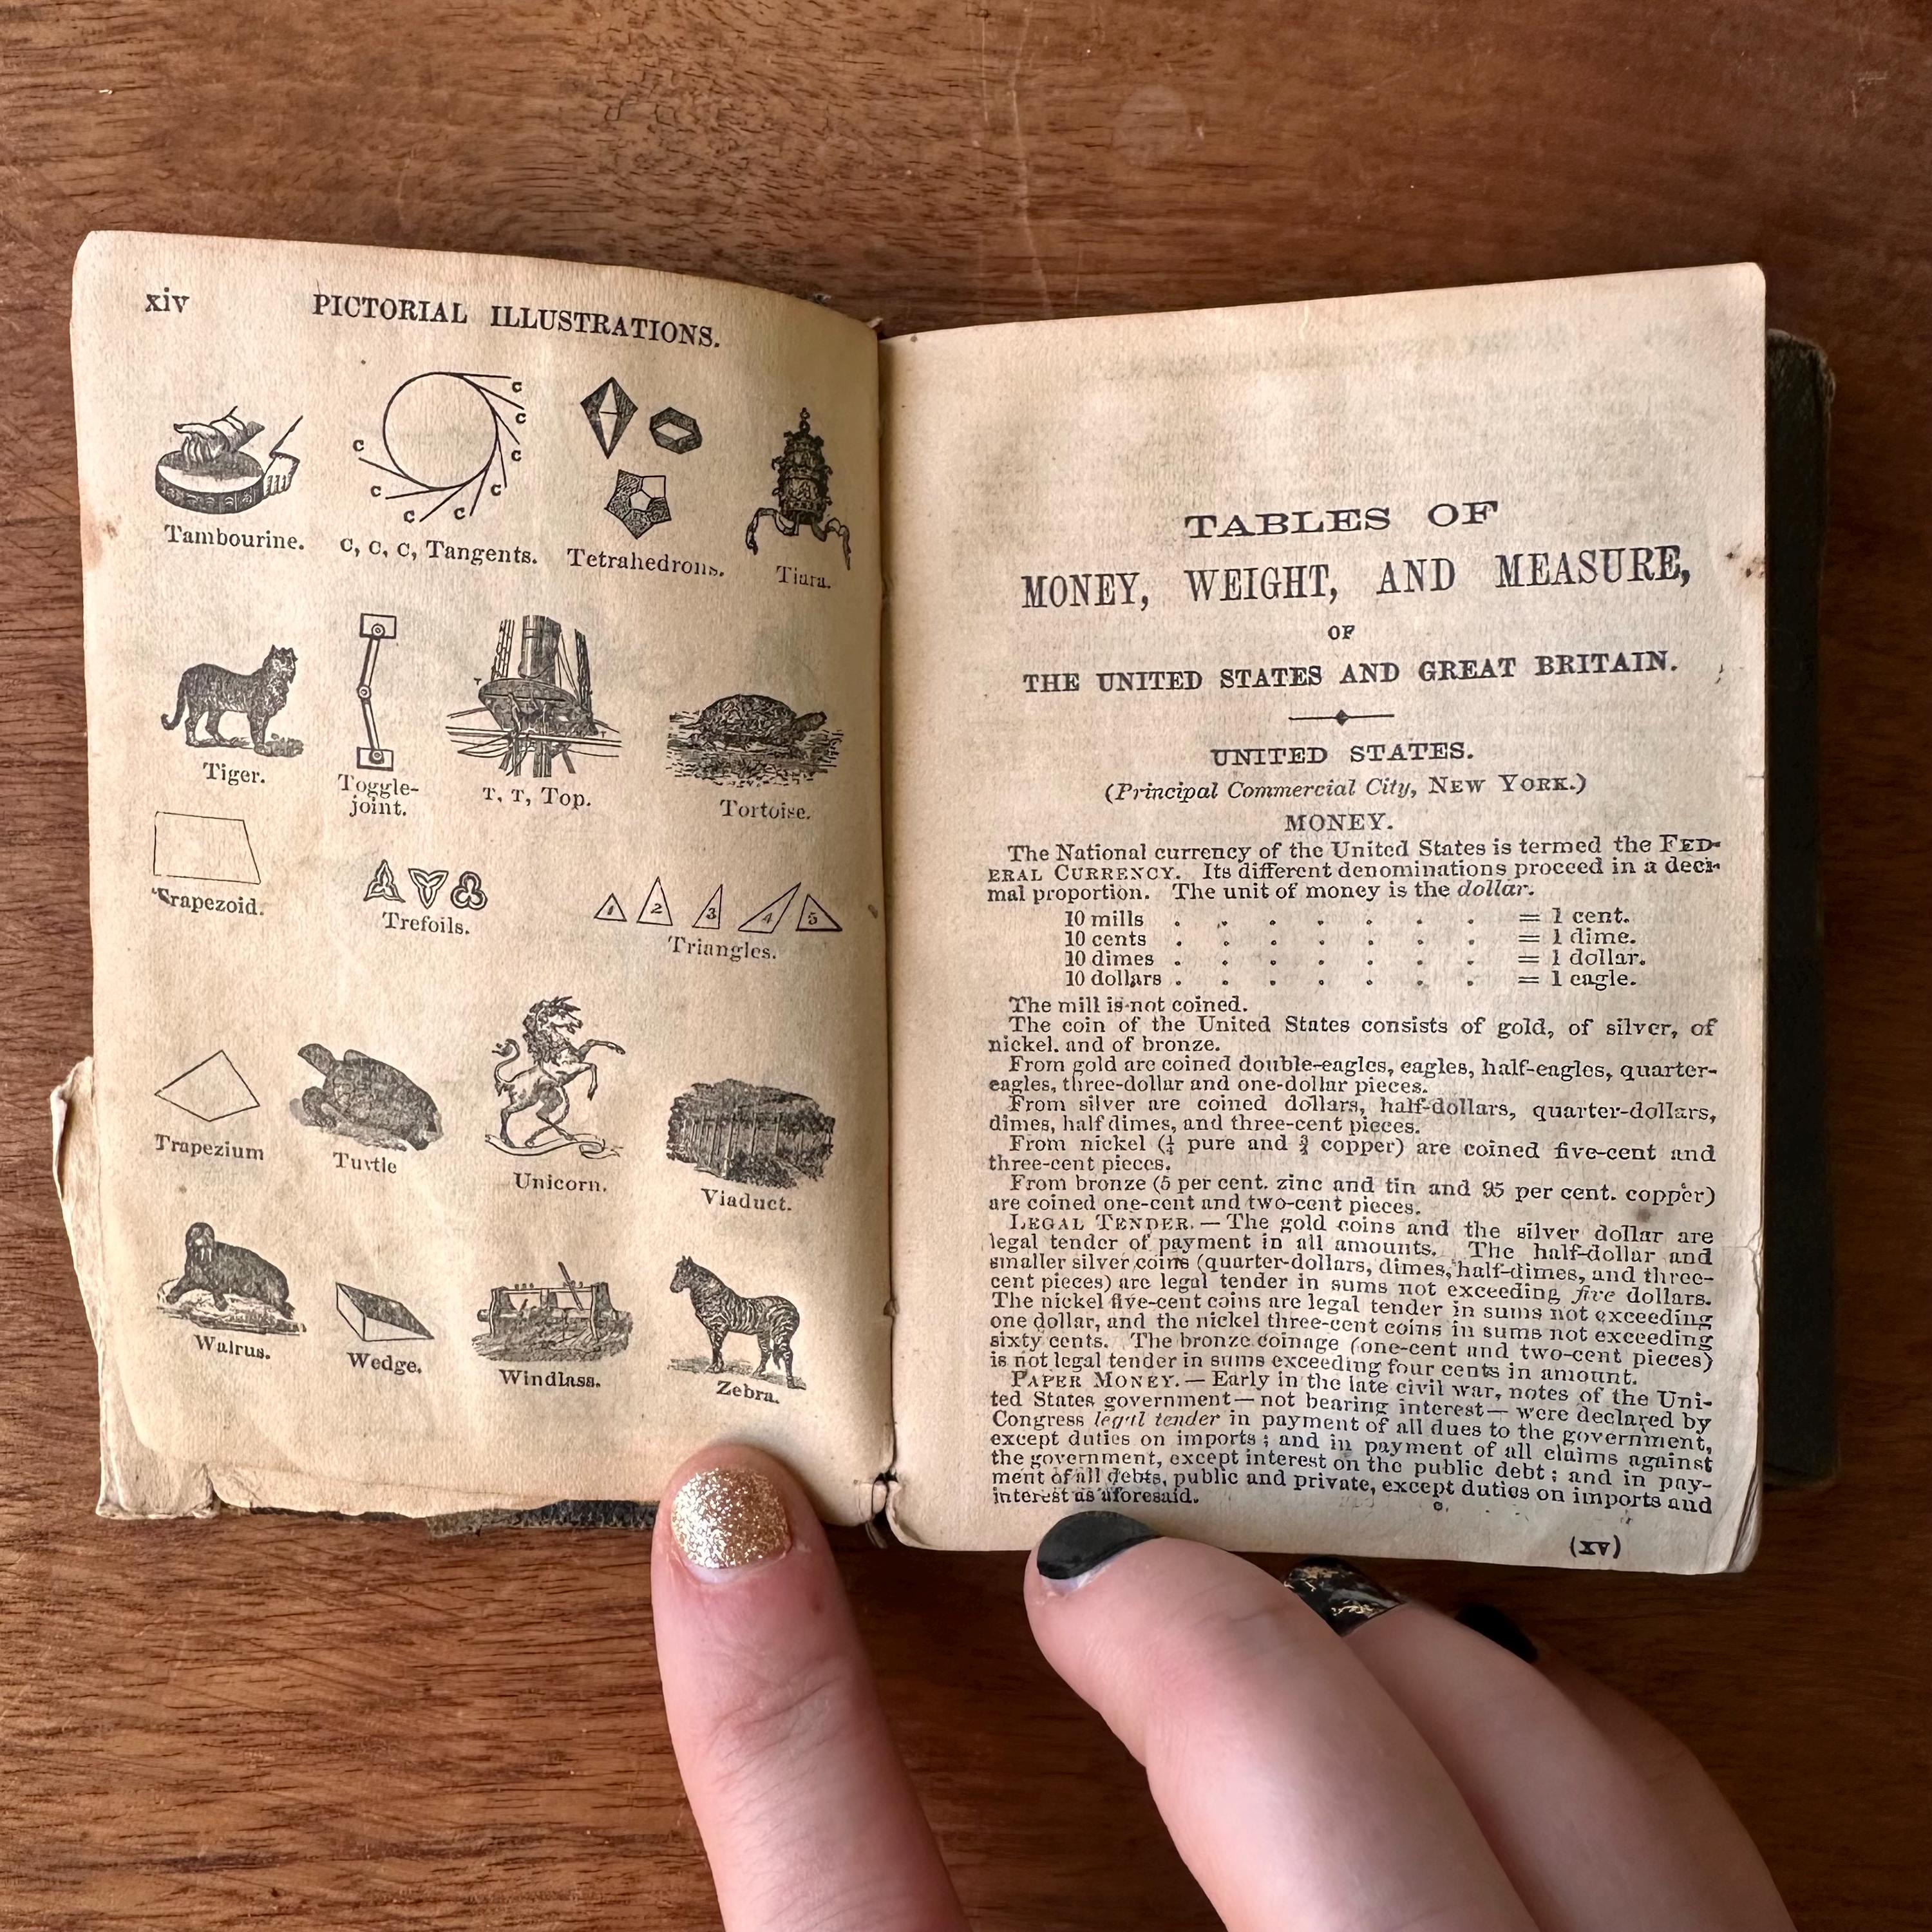 xiv PICTORIAL ILLUSTRATIONS.
C
C
C
C
C
C
C
C
Tambourine. C, C, C, Tangents. Tetrahedrons. Tiara.
T
T
Tiger. Toggle-
joint. T, T, Top. Tortoise.
1 2 3 4 5
Trapezoid. Trefoils. Triangles.
Trapezium Turtle Unicorn. Viaduct.
Walrus. Wedge. Windlass. Zebra.
TABLES OF
MONEY, WEIGHT, AND MEASURE,
OF
THE UNITED STATES AND GREAT BRITAIN.
UNITED STATES.
(Principal Commercial City, NEW YORK.)
MONEY.
The National currency of the United States is termed the FED-
ERAL CURRENCY. Its different denominations proceed in a deci-
mal proportion. The unit of money is the dollar.
10 mills . . . . . . . = 1 cent.
10 cents . . . . . . . = 1 dime.
10 dimes . . . . . . . = 1 dollar.
10 dollars . . . . . . . = 1 eagle.
The mill is not coined.
The coin of the United States consists of gold, of silver, of
nickel. and of bronze.
From gold are coined double-eagles, eagles, half-eagles, quarter-
eagles, three-dollar and one-dollar pieces.
From silver are coined dollars, half-dollars, quarter-dollars,
dimes, half dimes, and three-cent pieces.
From nickel (¼ pure and ¾ copper) are coined five-cent and
three-cent pieces.
From bronze (5 per cent. zinc and tin and 95 per cent. copper)
are coined one-cent and two-cent pieces.
LEGAL TENDER. — The gold coins and the silver dollar are
legal tender of payment in all amounts. The half-dollar and
smaller silver coins (quarter-dollars, dimes, half-dimes, and three-
cent pieces) are legal tender in sums not exceeding five dollars.
The nickel five-cent coins are legal tender in sums not exceeding
one dollar, and the nickel three-cent coins in sums not exceeding
sixty cents. The bronze coinage (one-cent and two-cent pieces)
is not legal tender in sums exceeding four cents in amount.
PAPER MONEY. — Early in the late civil war, notes of the Uni-
ted States government — not bearing interest — were declared by
Congress legal tender in payment of all dues to the government,
except duties on imports; and in payment of all claims against
the government, except interest on the public debt; and in pay-
ment of all debts, public and private, except duties on imports and
interest as aforesaid.
(XV)